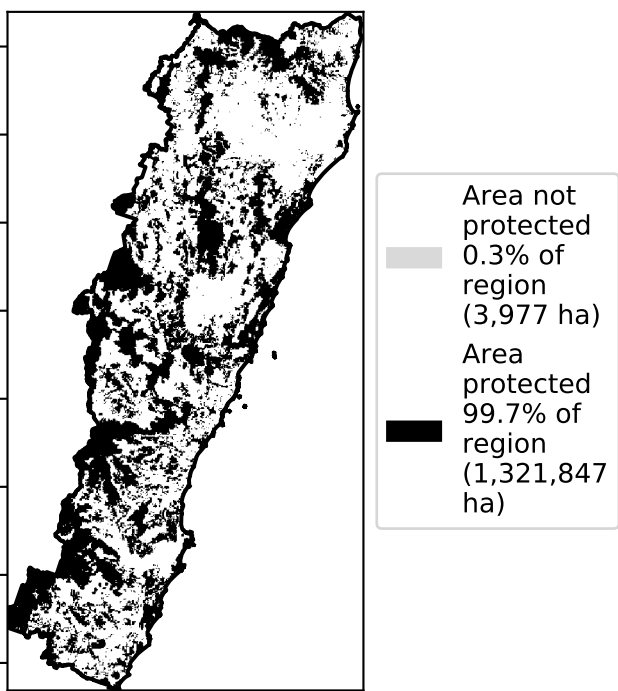 Area not
protected
0.3% of
region
(3,977 ha)
Area
protected
99.7% of
region
(1,321,847
ha)